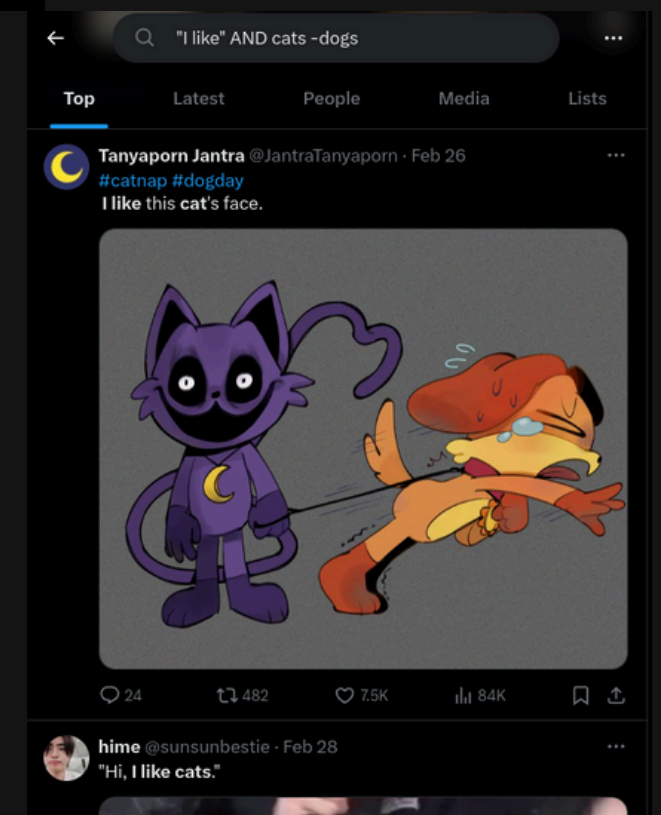 "I like" AND cats -dogs
Top Latest People Media Lists
Tanyaporn Jantra @JantraTanyaporn · Feb 26
#catnap #dogday
I like this cat's face.
24 482 7.5K 84K
hime @sunsunbestie · Feb 28
"Hi, I like cats."